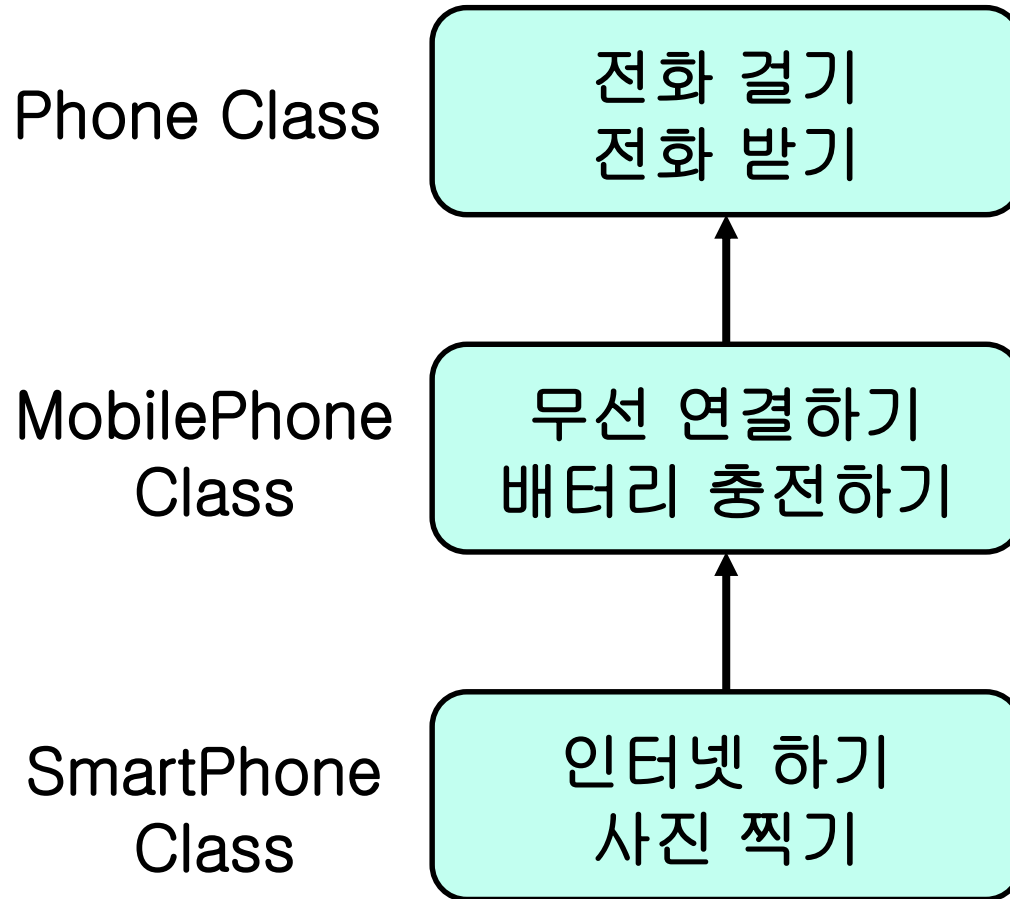 Phone Class
전화 걸기
전화 받기
MobilePhone
Class
무선 연결하기
배터리 충전하기
SmartPhone
Class
인터넷 하기
사진 찍기